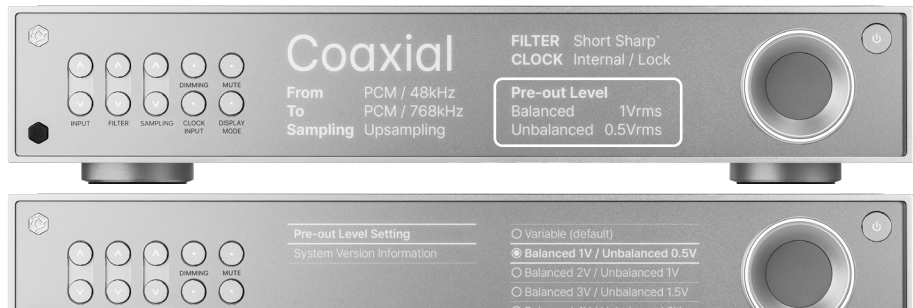 Coaxial
From PCM / 48kHz
To PCM / 768kHz
Sampling Upsampling
FILTER Short Sharp*
CLOCK Internal / Lock
Pre-out Level
Balanced 1Vrms
Unbalanced 0.5Vrms
DIMMING MUTE
INPUT FILTER SAMPLING CLOCK INPUT DISPLAY MODE
Pre-out Level Setting
System Version Information
Variable (default)
Balanced 1V / Unbalanced 0.5V
Balanced 2V / Unbalanced 1V
Balanced 3V / Unbalanced 1.5V
DIMMING MUTE